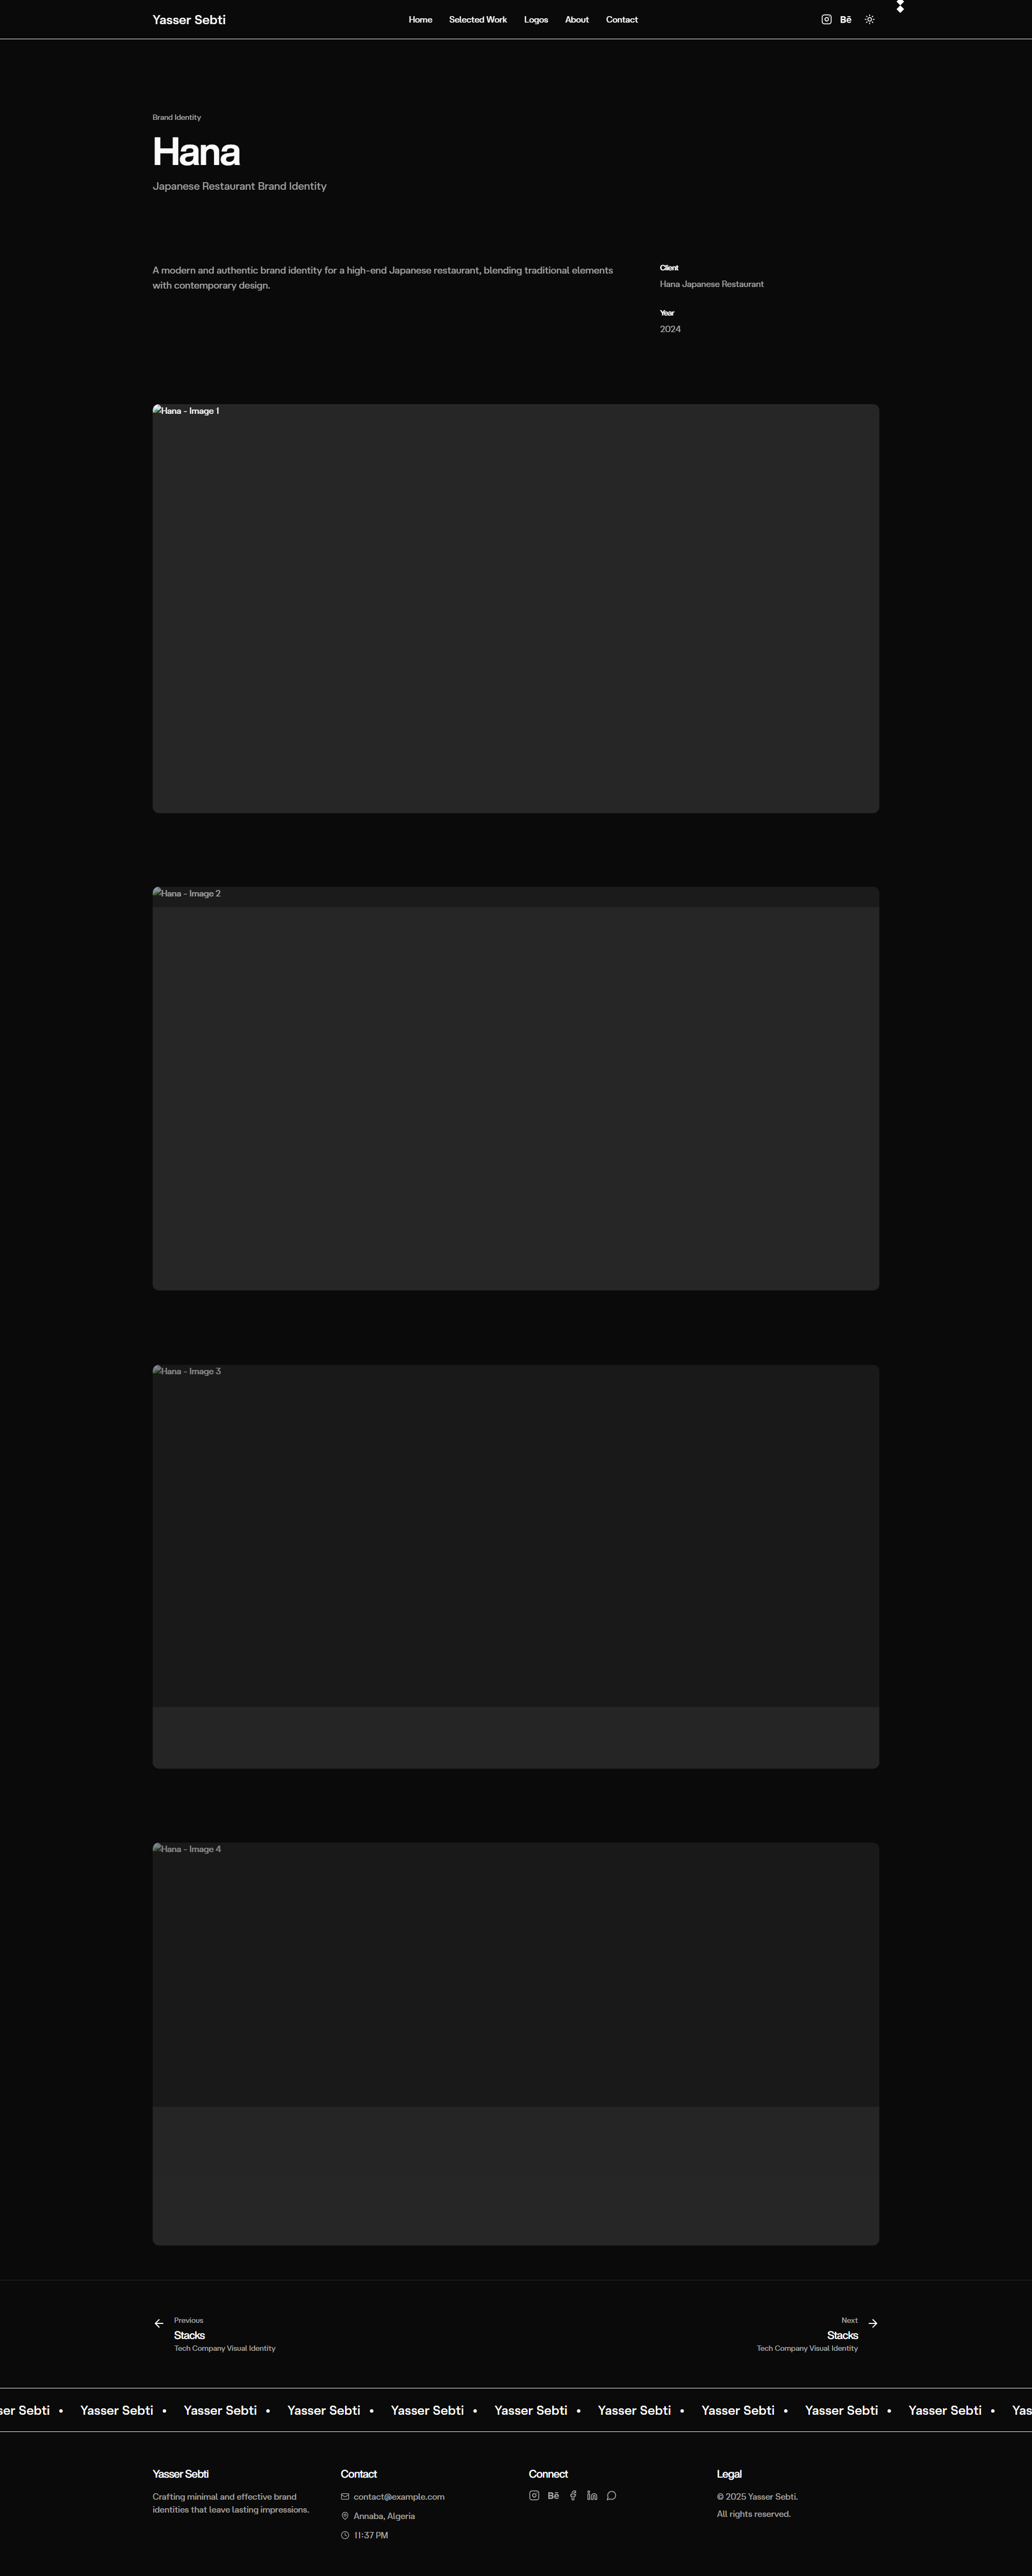 Yasser Sebti
Home
Selected Work
Logos
About
Contact
Bē
Brand Identity
Hana
Japanese Restaurant Brand Identity
A modern and authentic brand identity for a high-end Japanese restaurant, blending traditional elements
with contemporary design.
Client
Hana Japanese Restaurant
Year
2024
Hana - Image 1
Hana - Image 2
Hana - Image 3
Hana - Image 4
Previous
Stacks
Tech Company Visual Identity
Next
Stacks
Tech Company Visual Identity
ser Sebti • Yasser Sebti • Yasser Sebti • Yasser Sebti • Yasser Sebti • Yasser Sebti • Yasser Sebti • Yasser Sebti • Yasser Sebti • Yasser Sebti • Yas
Yasser Sebti
Crafting minimal and effective brand
identities that leave lasting impressions.
Contact
contact@example.com
Annaba, Algeria
11:37 PM
Connect
Bē
Legal
© 2025 Yasser Sebti.
All rights reserved.